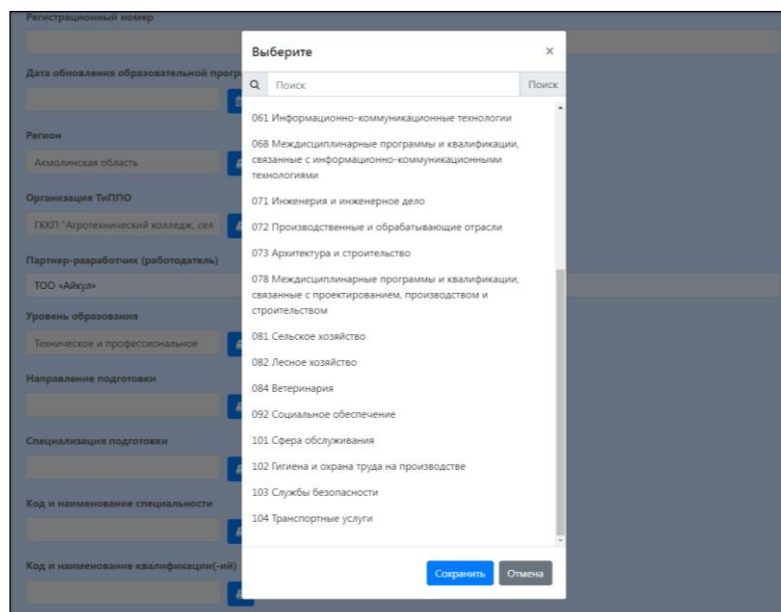 Регистрационный номер
Выберите
×
Дата обновления образовательной прогр
Поиск
Поиск
061 Информационно-коммуникационные технологии
Регион
068 Междисциплинарные программы и квалификации,
связанные с информационно-коммуникационными
технологиями
Акмолинская область
071 Инженерия и инженерное дело
Организация ТиППО
072 Производственные и обрабатывающие отрасли
ГККП "Агротехнический колледж, сел
073 Архитектура и строительство
Партнер-разработчик (работодатель)
078 Междисциплинарные программы и квалификации,
связанные с проектированием, производством и
строительством
ТОО «Айкул»
Уровень образования
081 Сельское хозяйство
Техническое и профессиональное
082 Лесное хозяйство
Направление подготовки
084 Ветеринария
092 Социальное обеспечение
Специализация подготовки
101 Сфера обслуживания
102 Гигиена и охрана труда на производстве
103 Службы безопасности
Код и наименование специальности
104 Транспортные услуги
Код и наименование квалификации(-ий)
Сохранить
Отмена